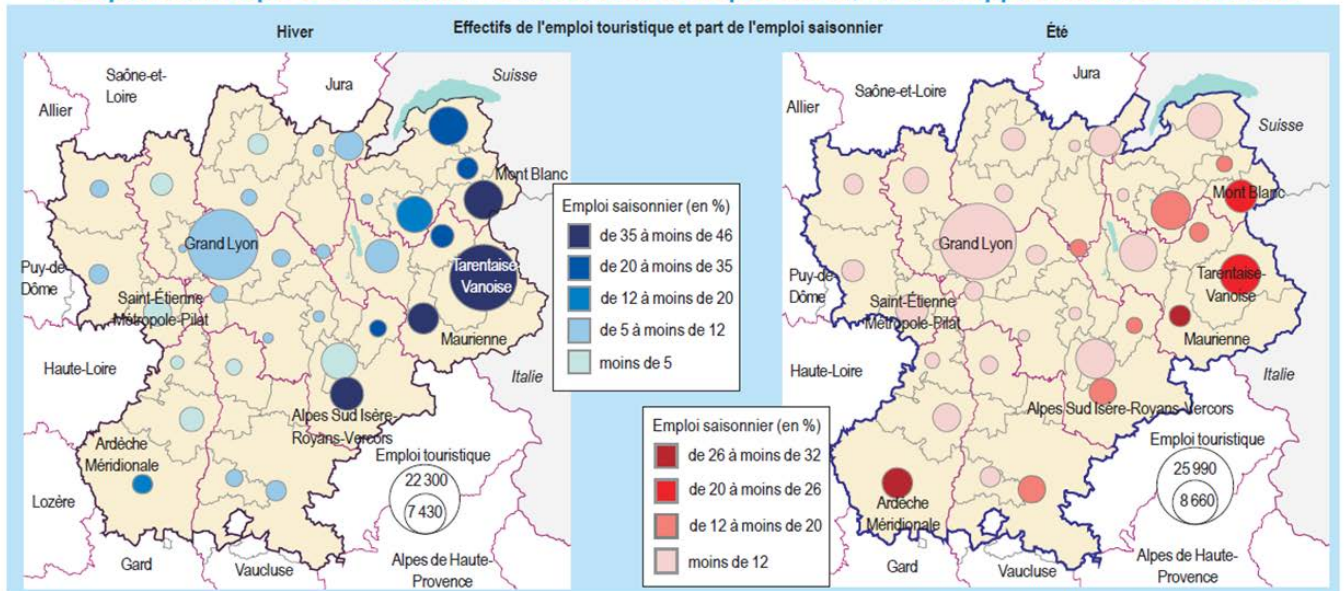 Effectifs de l'emploi touristique et part de l'emploi saisonnier
Hiver
Saône-et-
Loire
Jura
Suisse
Allier
Mont Blanc
Grand Lyon
Tarentaise-
Vanoise
Puy-de-
Dôme
Saint-Étienne
Métropole-Pilat
Maurienne
Haute-Loire
Italie
Alpes Sud Isère-
Royans-Vercors
Ardèche
Méridionale
Lozère
Gard
Vaucluse
Alpes de Haute-
Provence
Emploi touristique
22 300
7 430
Emploi saisonnier (en %)
de 35 à moins de 46
de 20 à moins de 35
de 12 à moins de 20
de 5 à moins de 12
moins de 5
Emploi saisonnier (en %)
de 26 à moins de 32
de 20 à moins de 26
de 12 à moins de 20
moins de 12
Été
Saône-et-Loire
Jura
Allier
Suisse
Mont Blanc
Grand Lyon
Tarentaise-
Vanoise
Puy-de-
Dôme
Saint-Étienne
Métropole-Pilat
Maurienne
Haute-Loire
Italie
Alpes Sud Isère-Royans-Vercors
Ardèche
Méridionale
Lozère
Gard
Vaucluse
Alpes de Haute-
Provence
Emploi touristique
25 990
8 660